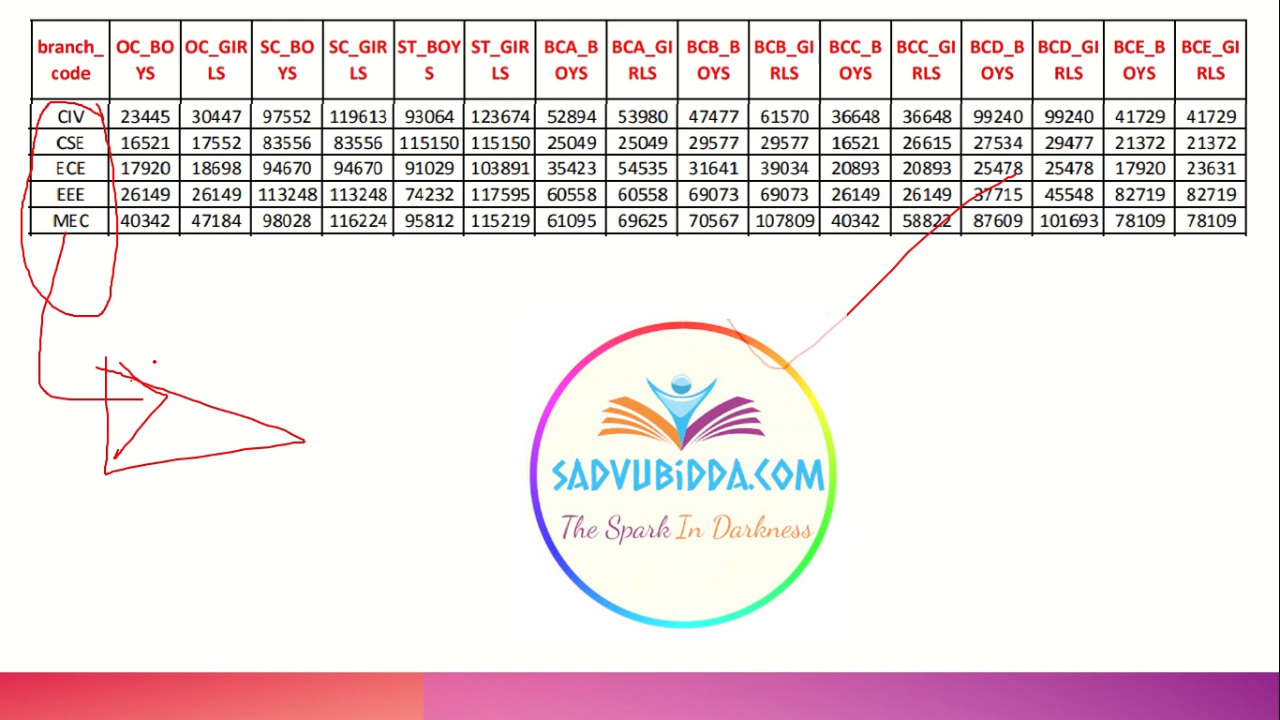 branch_code OC_BOYS OC_GIRLS SC_BOYS SC_GIRLS ST_BOYS ST_GIRLS BCA_BOYS BCA_GIRLS BCB_BOYS BCB_GIRLS BCC_BOYS BCC_GIRLS BCD_BOYS BCD_GIRLS BCE_BOYS BCE_GIRLS
CIV 23445 30447 97552 119613 93064 123674 52894 53980 47477 61570 36648 36648 99240 99240 41729 41729
CSE 16521 17552 83556 83556 115150 115150 25049 25049 29577 29577 16521 26615 27534 29477 21372 21372
ECE 17920 18698 94670 94670 91029 103891 35423 54535 31641 39034 20893 20893 25478 25478 17920 23631
EEE 26149 26149 113248 113248 74232 117595 60558 60558 69073 69073 26149 26149 37715 45548 82719 82719
MEC 40342 47184 98028 116224 95812 115219 61095 69625 70567 107809 40342 58822 87609 101693 78109 78109
SADVUBiDDA.COM
The Spark In Darkness